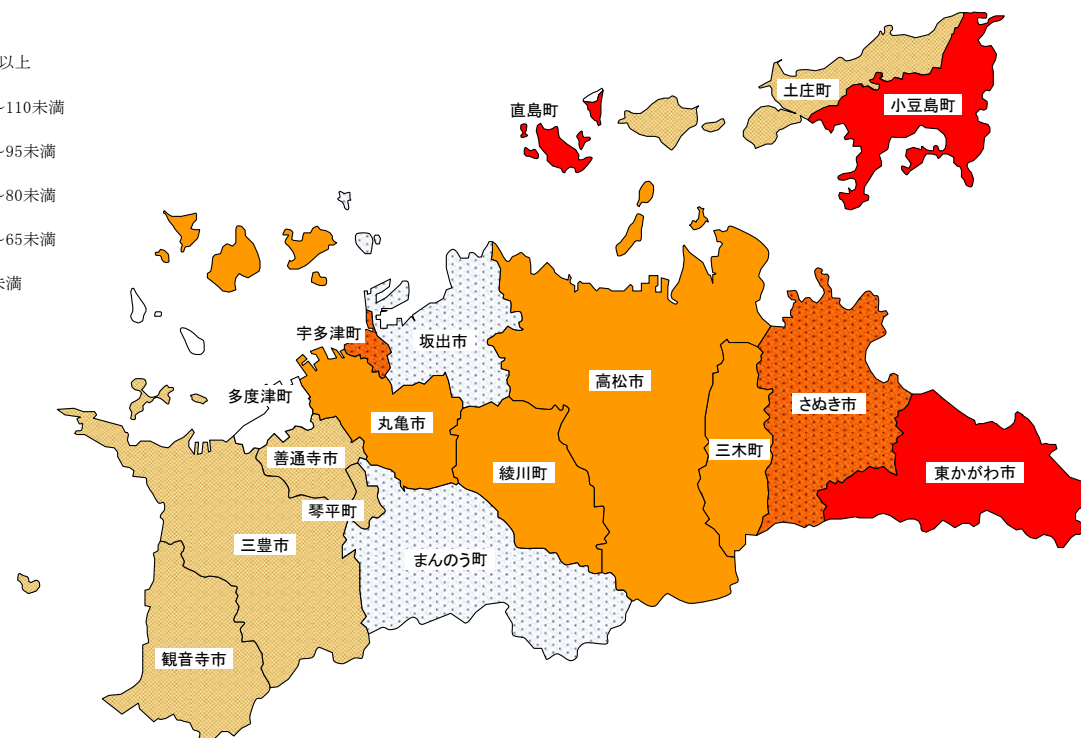 以上
~110未満
~95未満
~80未満
~65未満
未満
土庄町
小豆島町
直島町
宇多津町
坂出市
高松市
多度津町
丸亀市
さぬき市
善通寺市
三木町
綾川町
東かがわ市
琴平町
三豊市
まんのう町
観音寺市